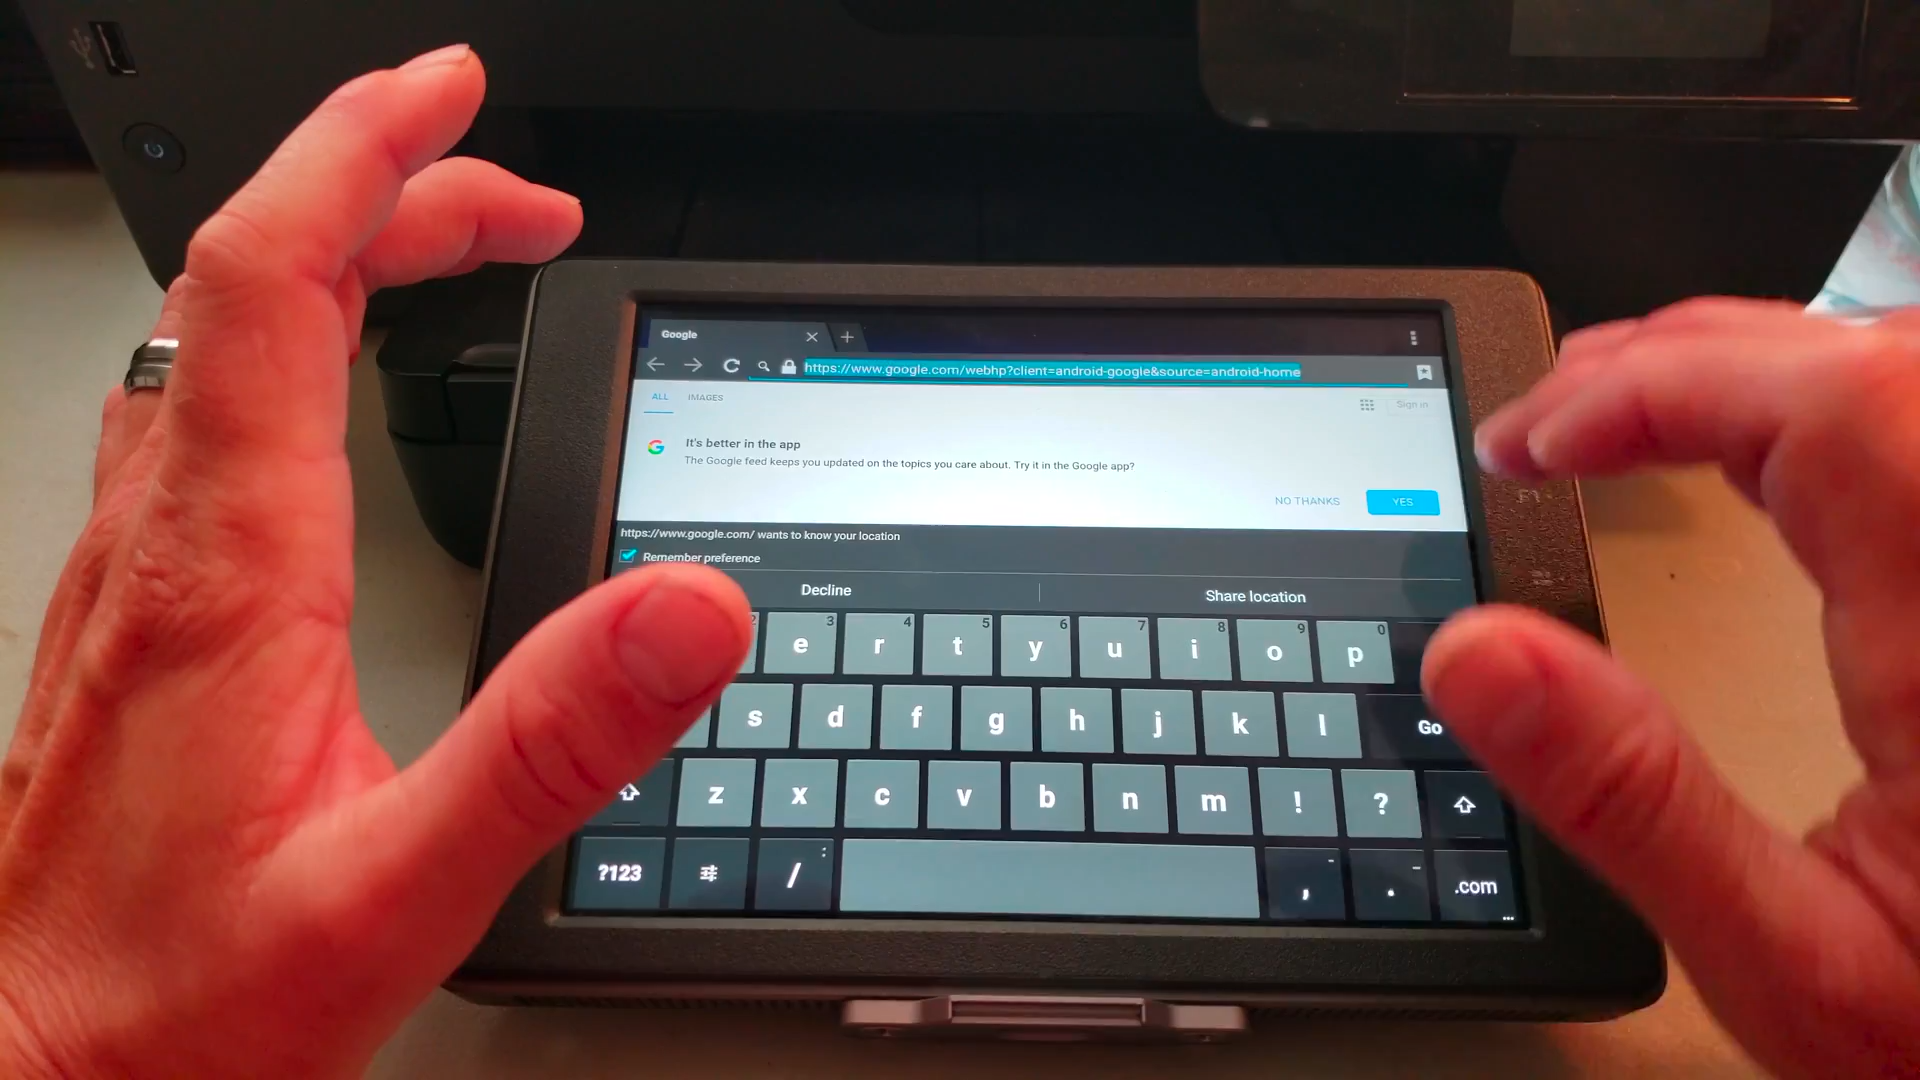 Google
https://www.google.com/webhp?client=android-google&source=android-home
ALL IMAGES
Sign in
It's better in the app
The Google feed keeps you updated on the topics you care about. Try it in the Google app?
NO THANKS YES
https://www.google.com/ wants to know your location
Remember preference
Decline Share location
2 3 4 5 6 7 8 9 0
e r t y u i o p
s d f g h j k l Go
z x c v b n m ! ?
?123 / : , - . _ .com ...
F1